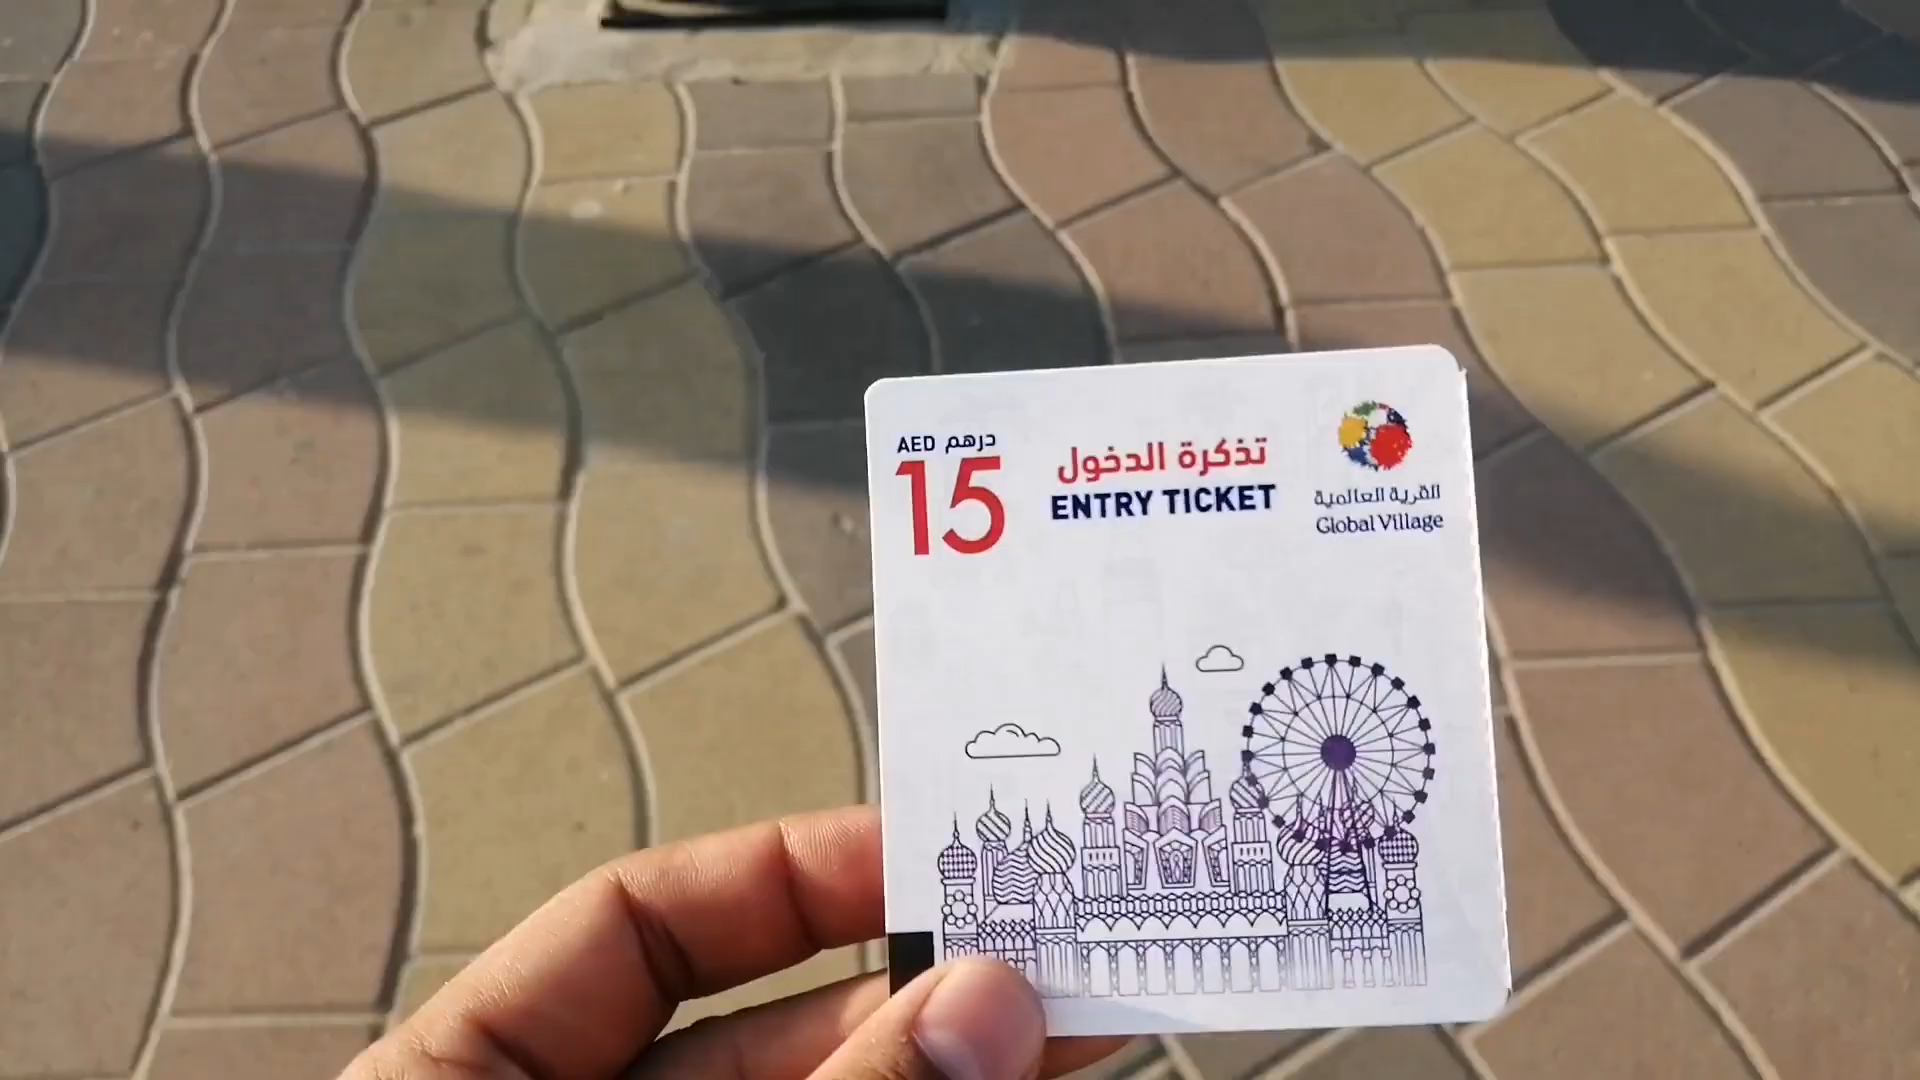 AED درهم
15
تذكرة الدخول
ENTRY TICKET
القرية العالمية
Global Village